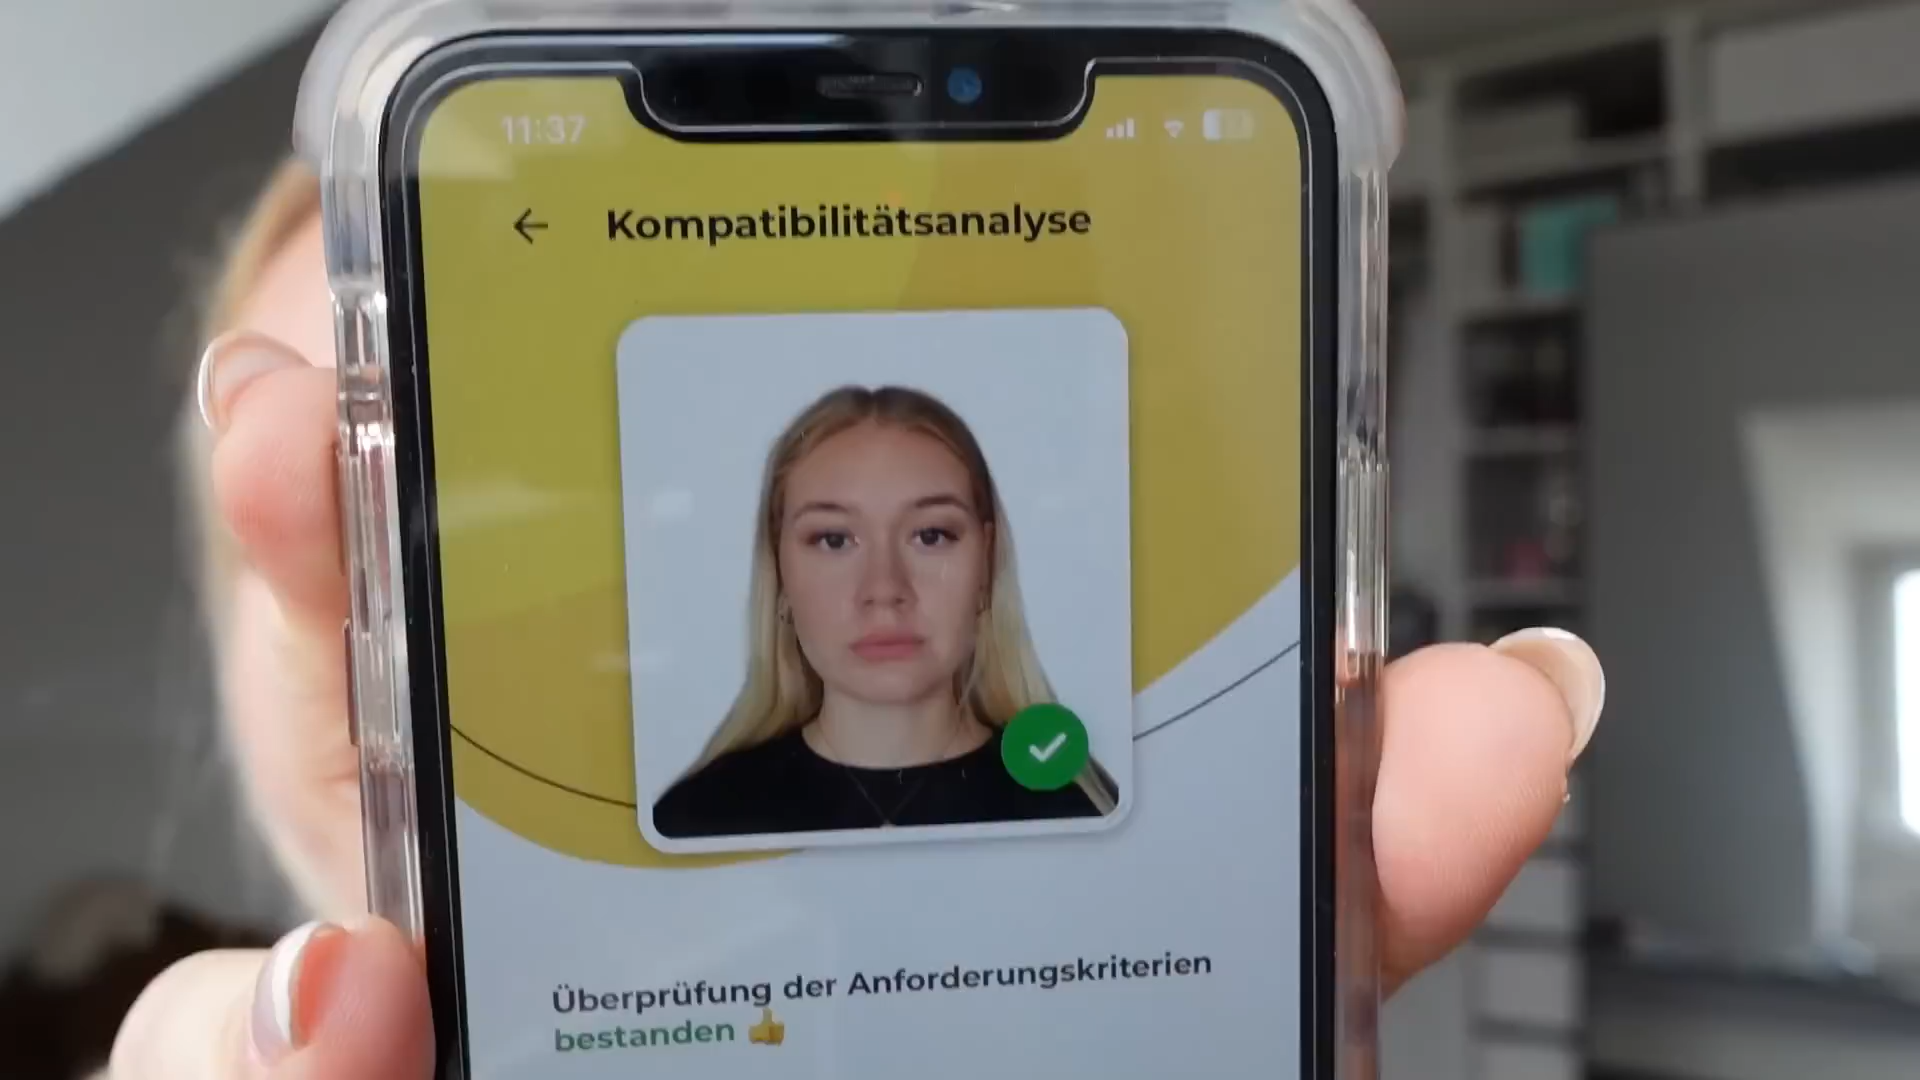 11:37
Kompatibilitätsanalyse
Überprüfung der Anforderungskriterien
bestanden 👍